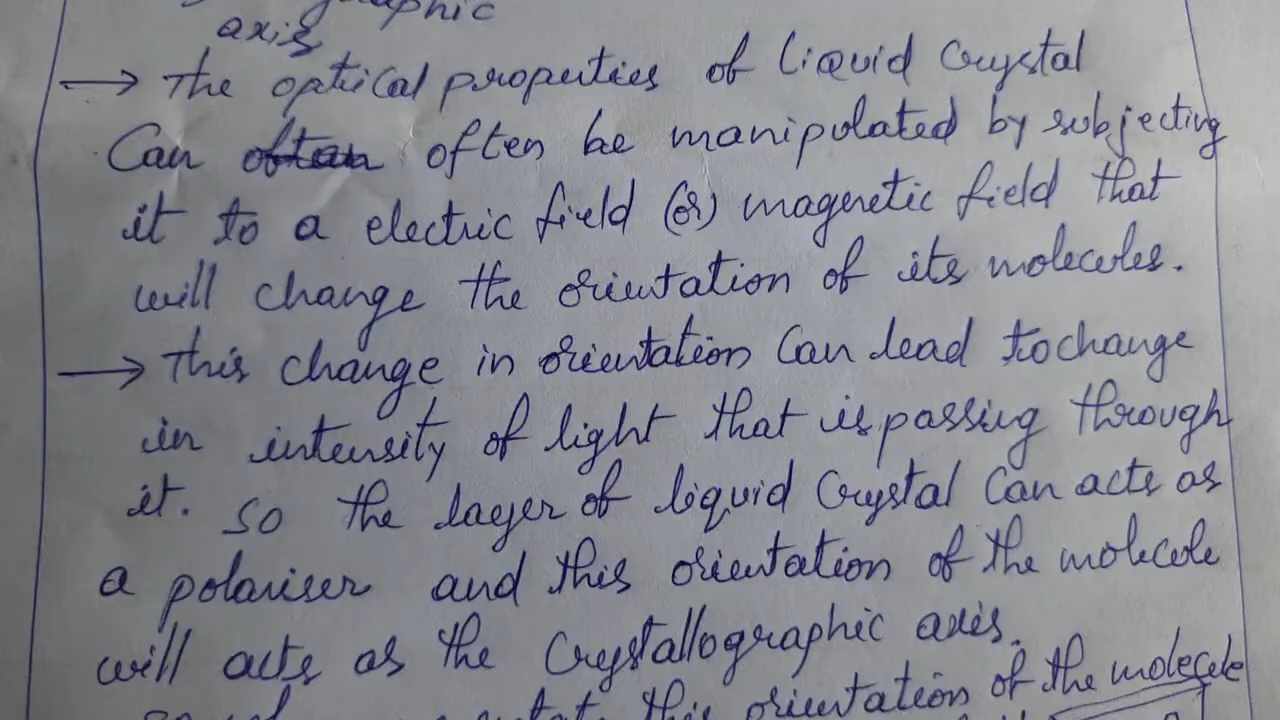 graphic
axis
→ The optical properties of liquid Crystal
Can often be manipulated by subjecting
it to a electric field (or) magnetic field that
will change the orientation of its molecules.
→ This change in orientation Can lead to change
in intensity of light that is passing through
it. So the layer of liquid Crystal Can acts as
a polariser and this orientation of the molecule
will acts as the Crystallographic axis.
this orientation of the molecule